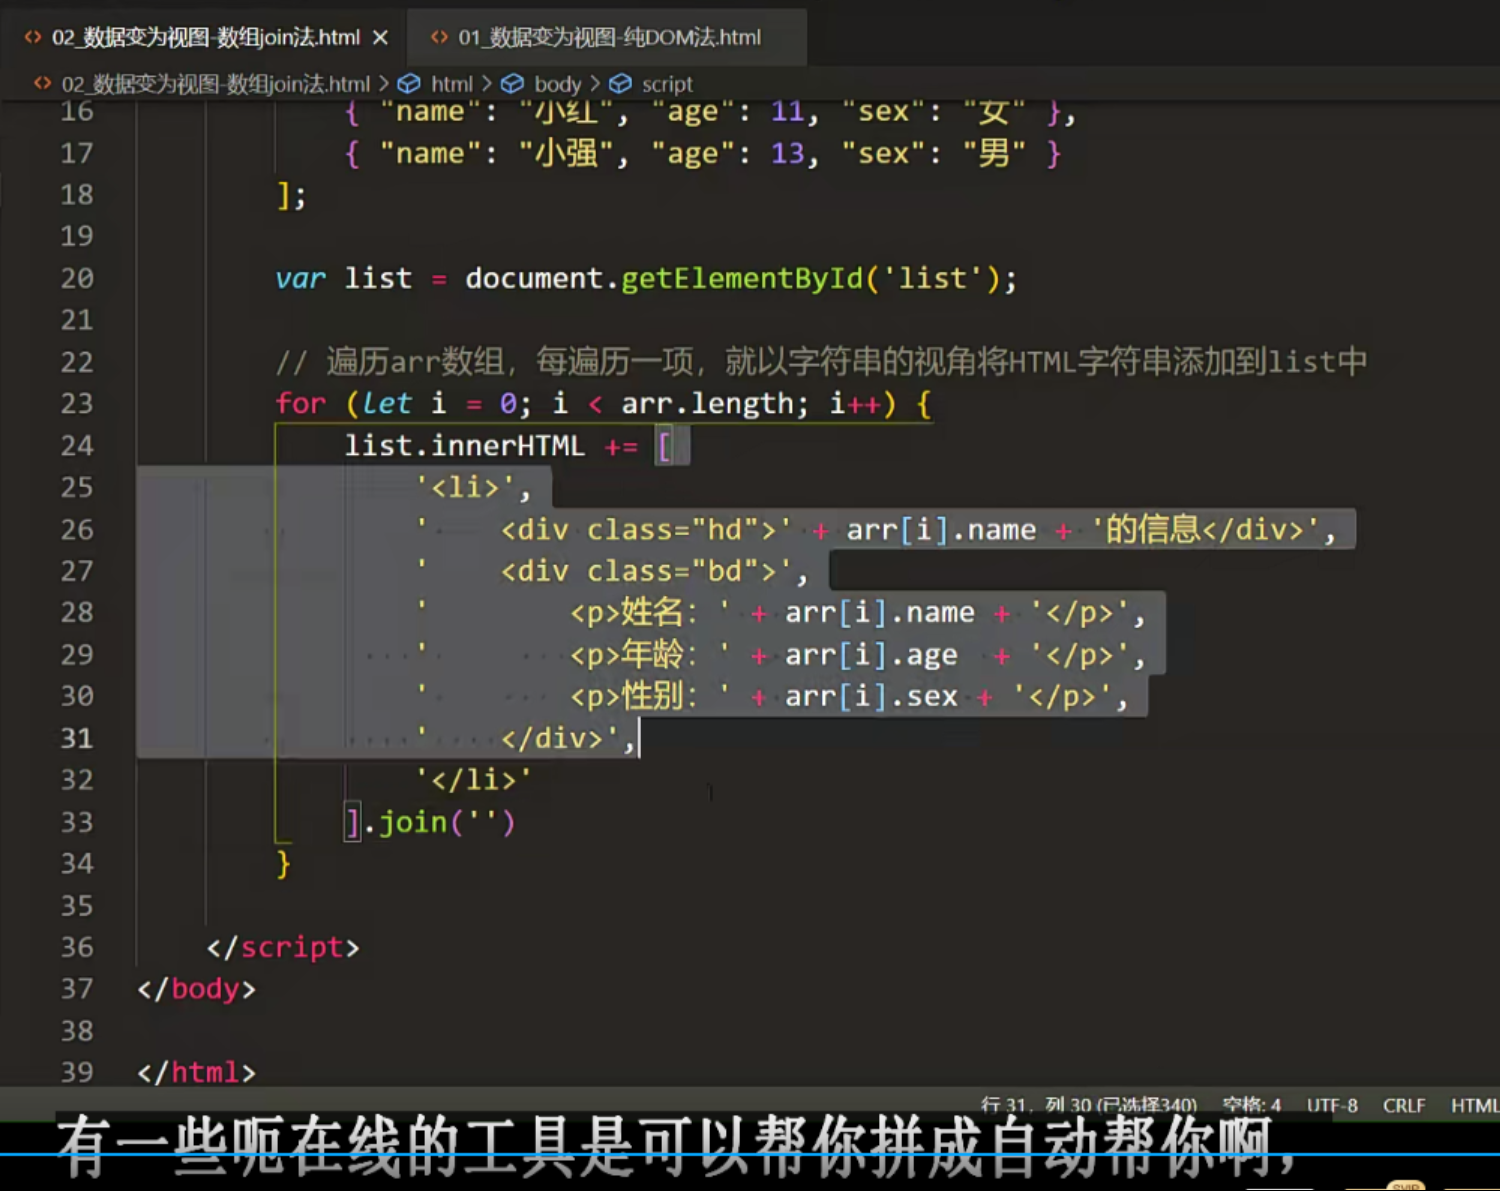 02_数据变为视图-数组join法.html × 01_数据变为视图-纯DOM法.html
02_数据变为视图-数组join法.html > html > body > script
16 { "name": "小红", "age": 11, "sex": "女" },
17 { "name": "小强", "age": 13, "sex": "男" }
18 ];
19
20 var list = document.getElementById('list');
21
22 // 遍历arr数组，每遍历一项，就以字符串的视角将HTML字符串添加到list中
23 for (let i = 0; i < arr.length; i++) {
24 list.innerHTML += [
25 '<li>',
26 '    <div class="hd">' + arr[i].name + '的信息</div>',
27 '    <div class="bd">',
28 '        <p>姓名：' + arr[i].name + '</p>',
29 '        <p>年龄：' + arr[i].age  + '</p>',
30 '        <p>性别：' + arr[i].sex + '</p>',
31 '    </div>',
32 '</li>'
33 ].join('')
34 }
35
36 </script>
37 </body>
38
39 </html>
行 31，列 30 (已选择340) 空格: 4 UTF-8 CRLF HTML
有一些呃在线的工具是可以帮你拼成自动帮你啊，
SVIP